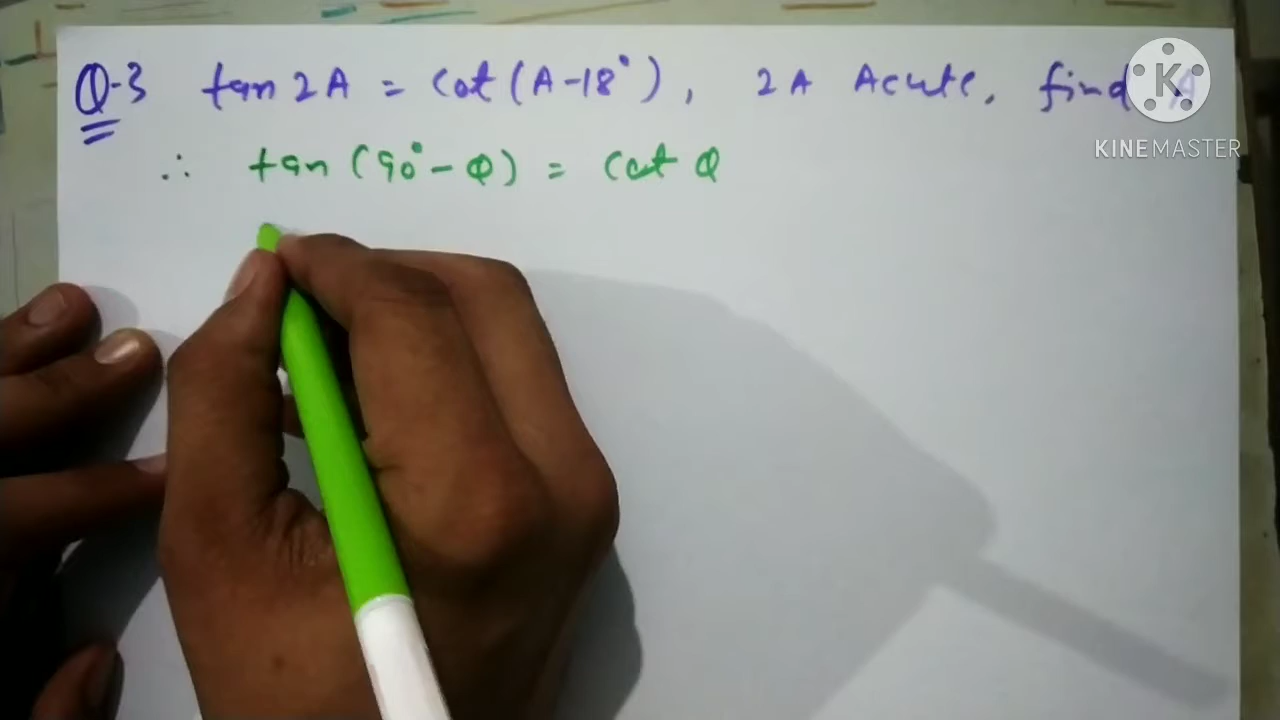 Q-3 tan 2A = cot (A-18°), 2A Acute, find A
∴ tan (90° - θ) = cot θ
K
KINEMASTER